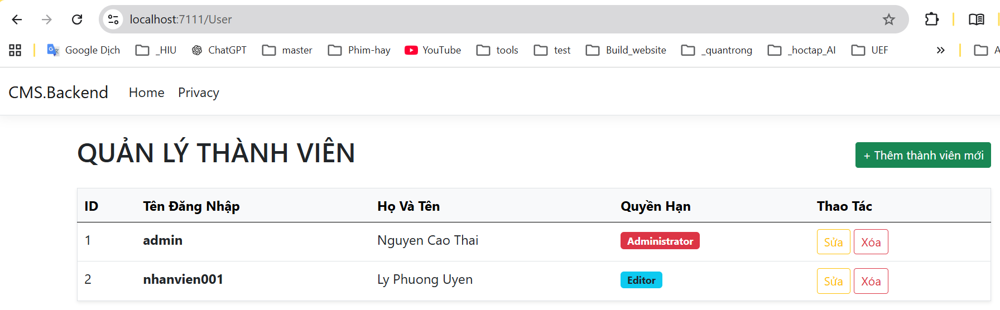 localhost:7111/User
Google Dịch _HIU ChatGPT master Phim-hay YouTube tools test Build_website _quantrong _hoctap_AI UEF » A
CMS.Backend Home Privacy
QUẢN LÝ THÀNH VIÊN
+ Thêm thành viên mới
ID Tên Đăng Nhập Họ Và Tên Quyền Hạn Thao Tác
1 admin Nguyen Cao Thai Administrator Sửa Xóa
2 nhanvien001 Ly Phuong Uyen Editor Sửa Xóa